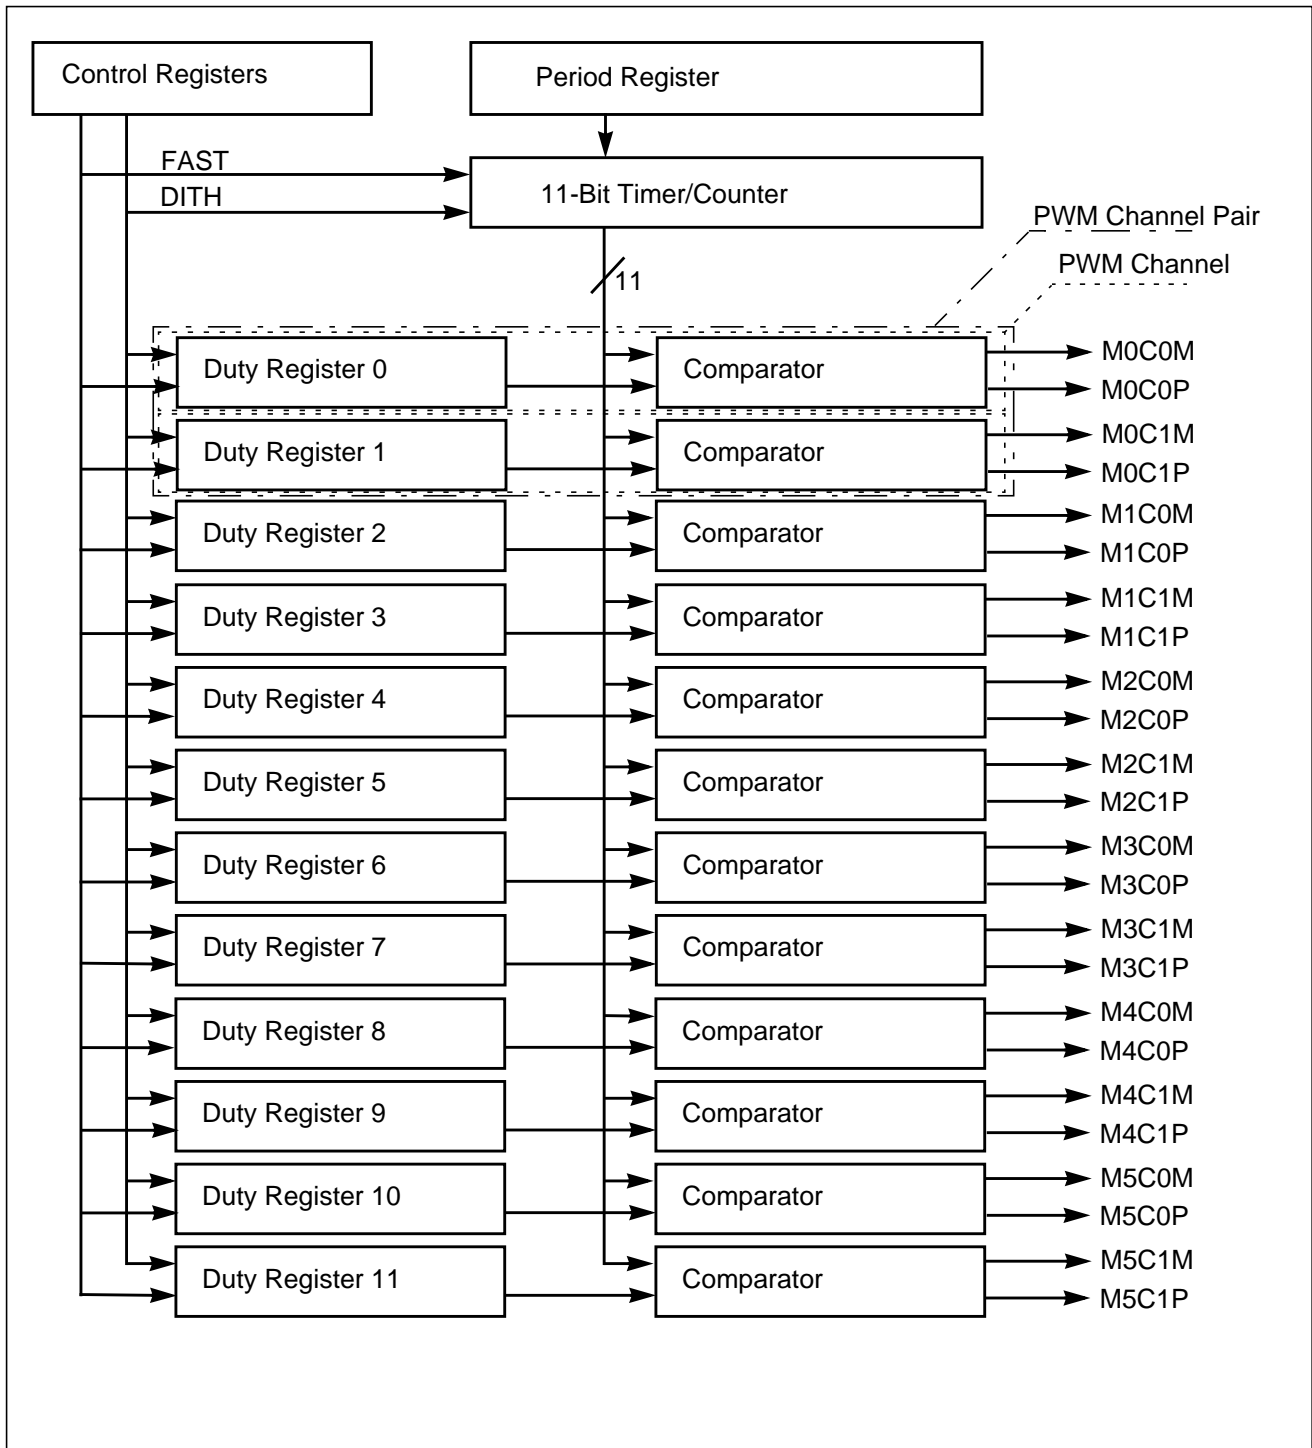 Control Registers
Period Register
FAST
DITH
11-Bit Timer/Counter
PWM Channel Pair
PWM Channel
11
Duty Register 0
Comparator
M0C0M
M0C0P
Duty Register 1
Comparator
M0C1M
M0C1P
Duty Register 2
Comparator
M1C0M
M1C0P
Duty Register 3
Comparator
M1C1M
M1C1P
Duty Register 4
Comparator
M2C0M
M2C0P
Duty Register 5
Comparator
M2C1M
M2C1P
Duty Register 6
Comparator
M3C0M
M3C0P
Duty Register 7
Comparator
M3C1M
M3C1P
Duty Register 8
Comparator
M4C0M
M4C0P
Duty Register 9
Comparator
M4C1M
M4C1P
Duty Register 10
Comparator
M5C0M
M5C0P
Duty Register 11
Comparator
M5C1M
M5C1P